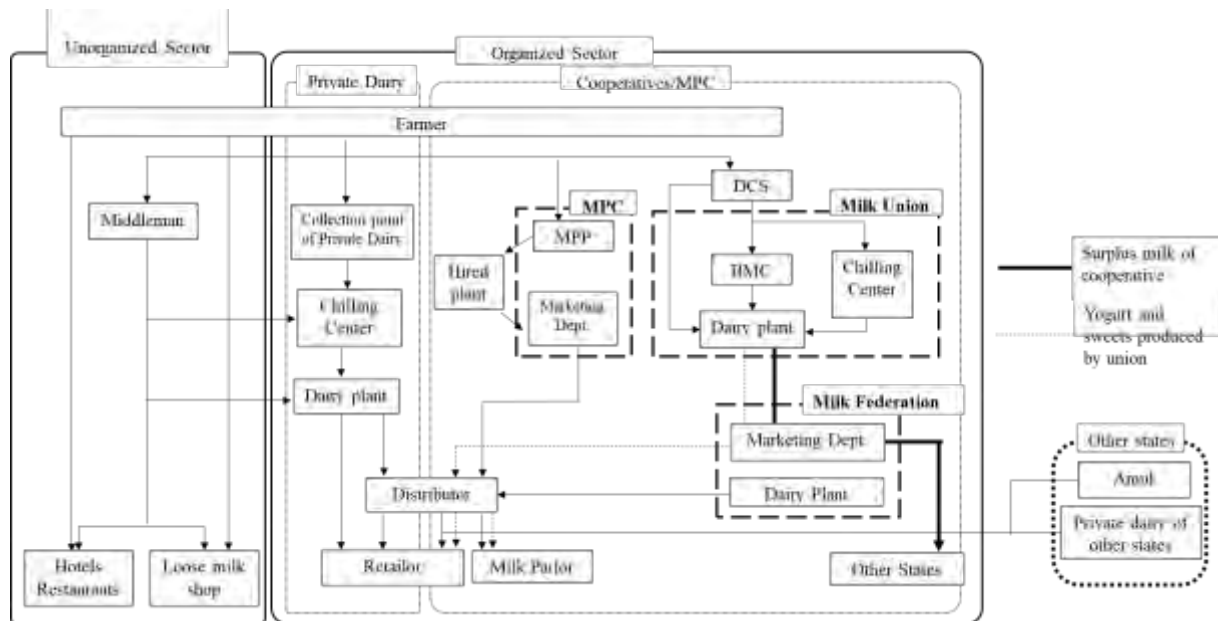 Unorganized Sector
Organized Sector
Private Dairy
Cooperatives/MPC
Farmer
Middleman
Collection point
of Private Dairy
Chilling
Center
Dairy plant
MPC
MPP
Hired
plant
Marketing
Dept.
DCS
Milk Union
BMC
Chilling
Center
Dairy plant
Milk Federation
Marketing Dept
Dairy Plant
Distributor
Hotels
Restaurants
Loose milk
shop
Retailor
Milk Parlor
Other States
Surplus milk of
cooperative
Yogurt and
sweets produced
by union
Other states
Amul
Private dairy of
other states